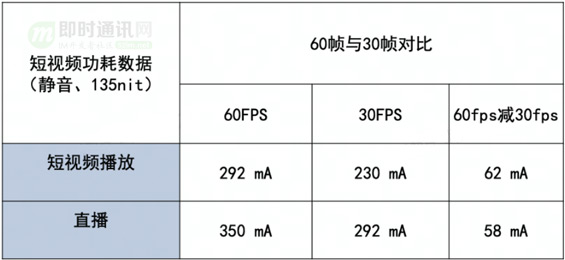 即时通讯网
短视频功耗数据
（静音、135nit）
60帧与30帧对比
60FPS
30FPS
60fps减30fps
短视频播放
292 mA
230 mA
62 mA
直播
350 mA
292 mA
58 mA